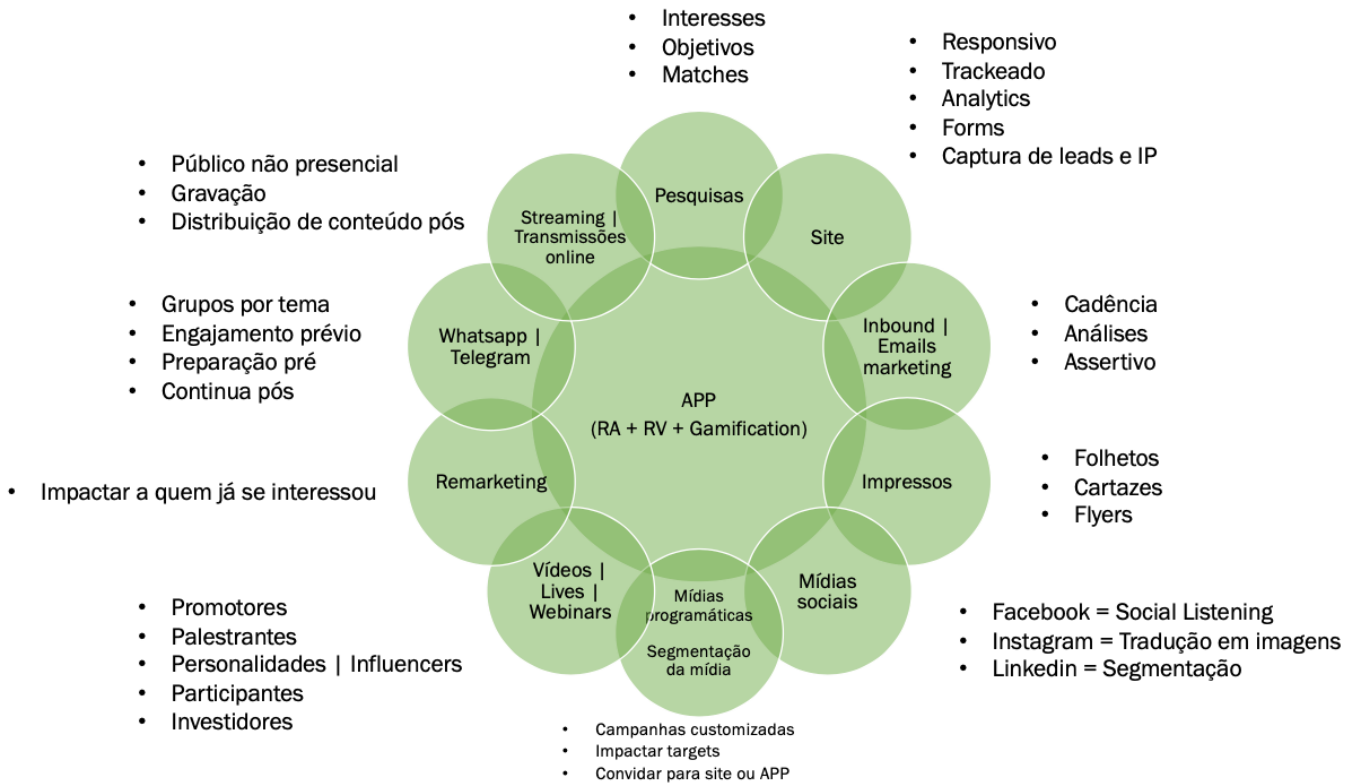 • Interesses
• Objetivos
• Matches
• Responsivo
• Trackeado
• Analytics
• Forms
• Captura de leads e IP
• Público não presencial
• Gravação
• Distribuição de conteúdo pós
Pesquisas
Streaming |
Transmissões
online
Site
• Grupos por tema
• Engajamento prévio
• Preparação pré
• Continua pós
Whatsapp |
Telegram
Inbound |
Emails
marketing
• Cadência
• Análises
• Assertivo
APP
(RA + RV + Gamification)
• Impactar a quem já se interessou
Remarketing
Impressos
• Folhetos
• Cartazes
• Flyers
Vídeos |
Lives |
Webinars
Mídias
programáticas
Segmentação
da mídia
Mídias
sociais
• Promotores
• Palestrantes
• Personalidades | Influencers
• Participantes
• Investidores
• Facebook = Social Listening
• Instagram = Tradução em imagens
• Linkedin = Segmentação
• Campanhas customizadas
• Impactar targets
• Convidar para site ou APP